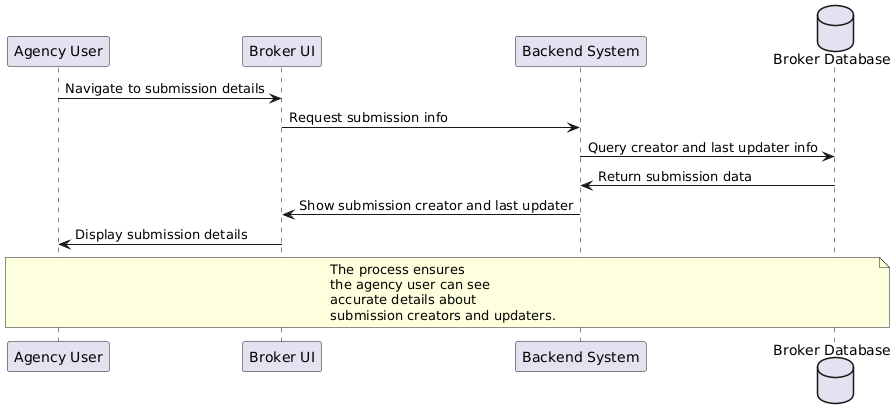 Agency User
Broker UI
Backend System
Broker Database
Navigate to submission details
Request submission info
Query creator and last updater info
Return submission data
Show submission creator and last updater
Display submission details
The process ensures
the agency user can see
accurate details about
submission creators and updaters.
Agency User
Broker UI
Backend System
Broker Database